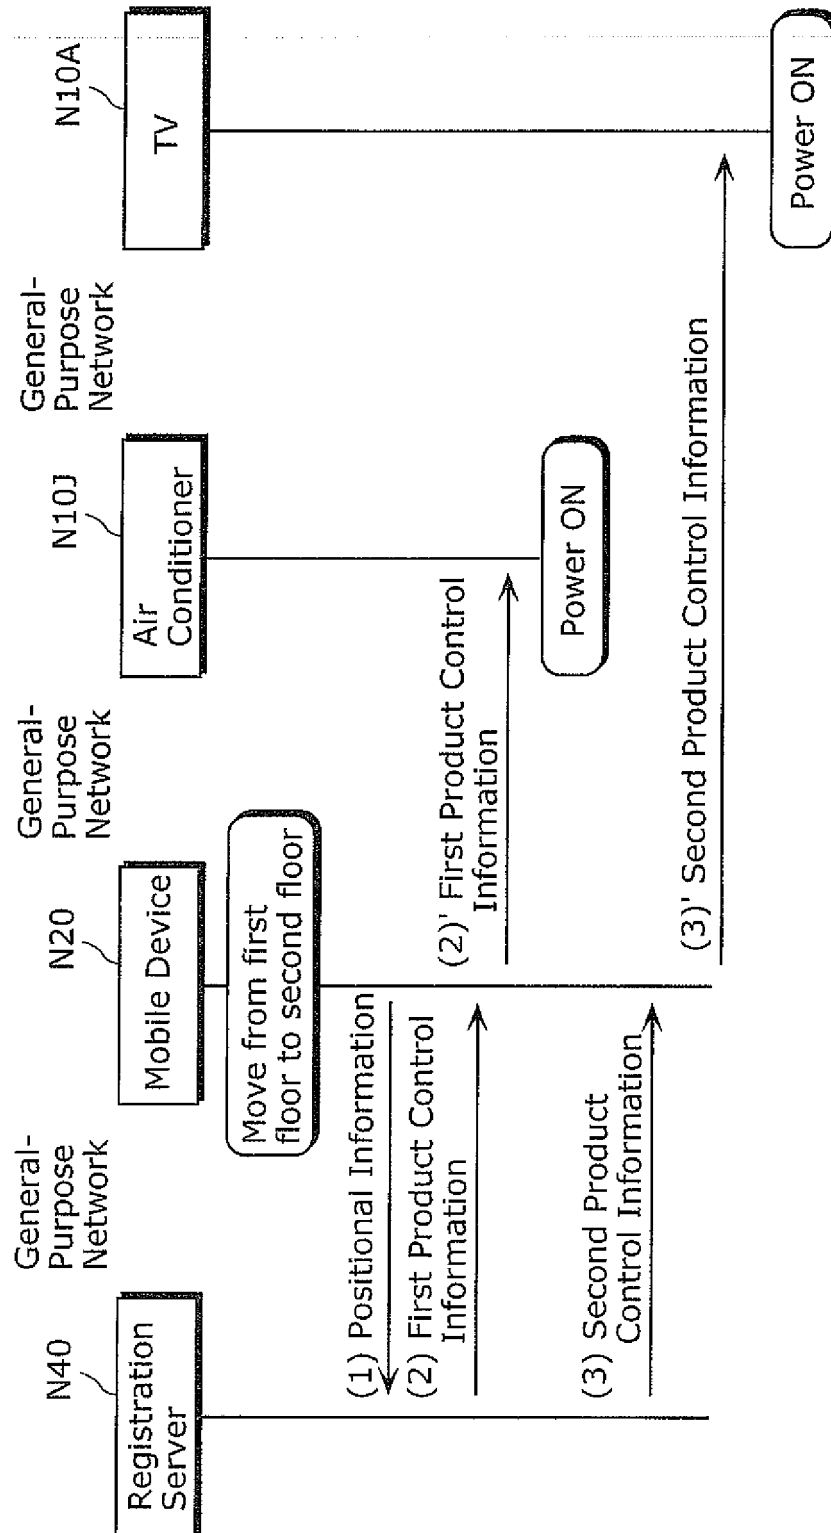 N40
Registration
Server
General-
Purpose
Network
N20
Mobile Device
General-
Purpose
Network
N10J
Air
Conditioner
General-
Purpose
Network
N10A
TV
Move from first
floor to second floor
(1) Positional Information
(2) First Product Control
Information
(2)' First Product Control
Information
Power ON
(3) Second Product
Control Information
(3)' Second Product Control Information
Power ON